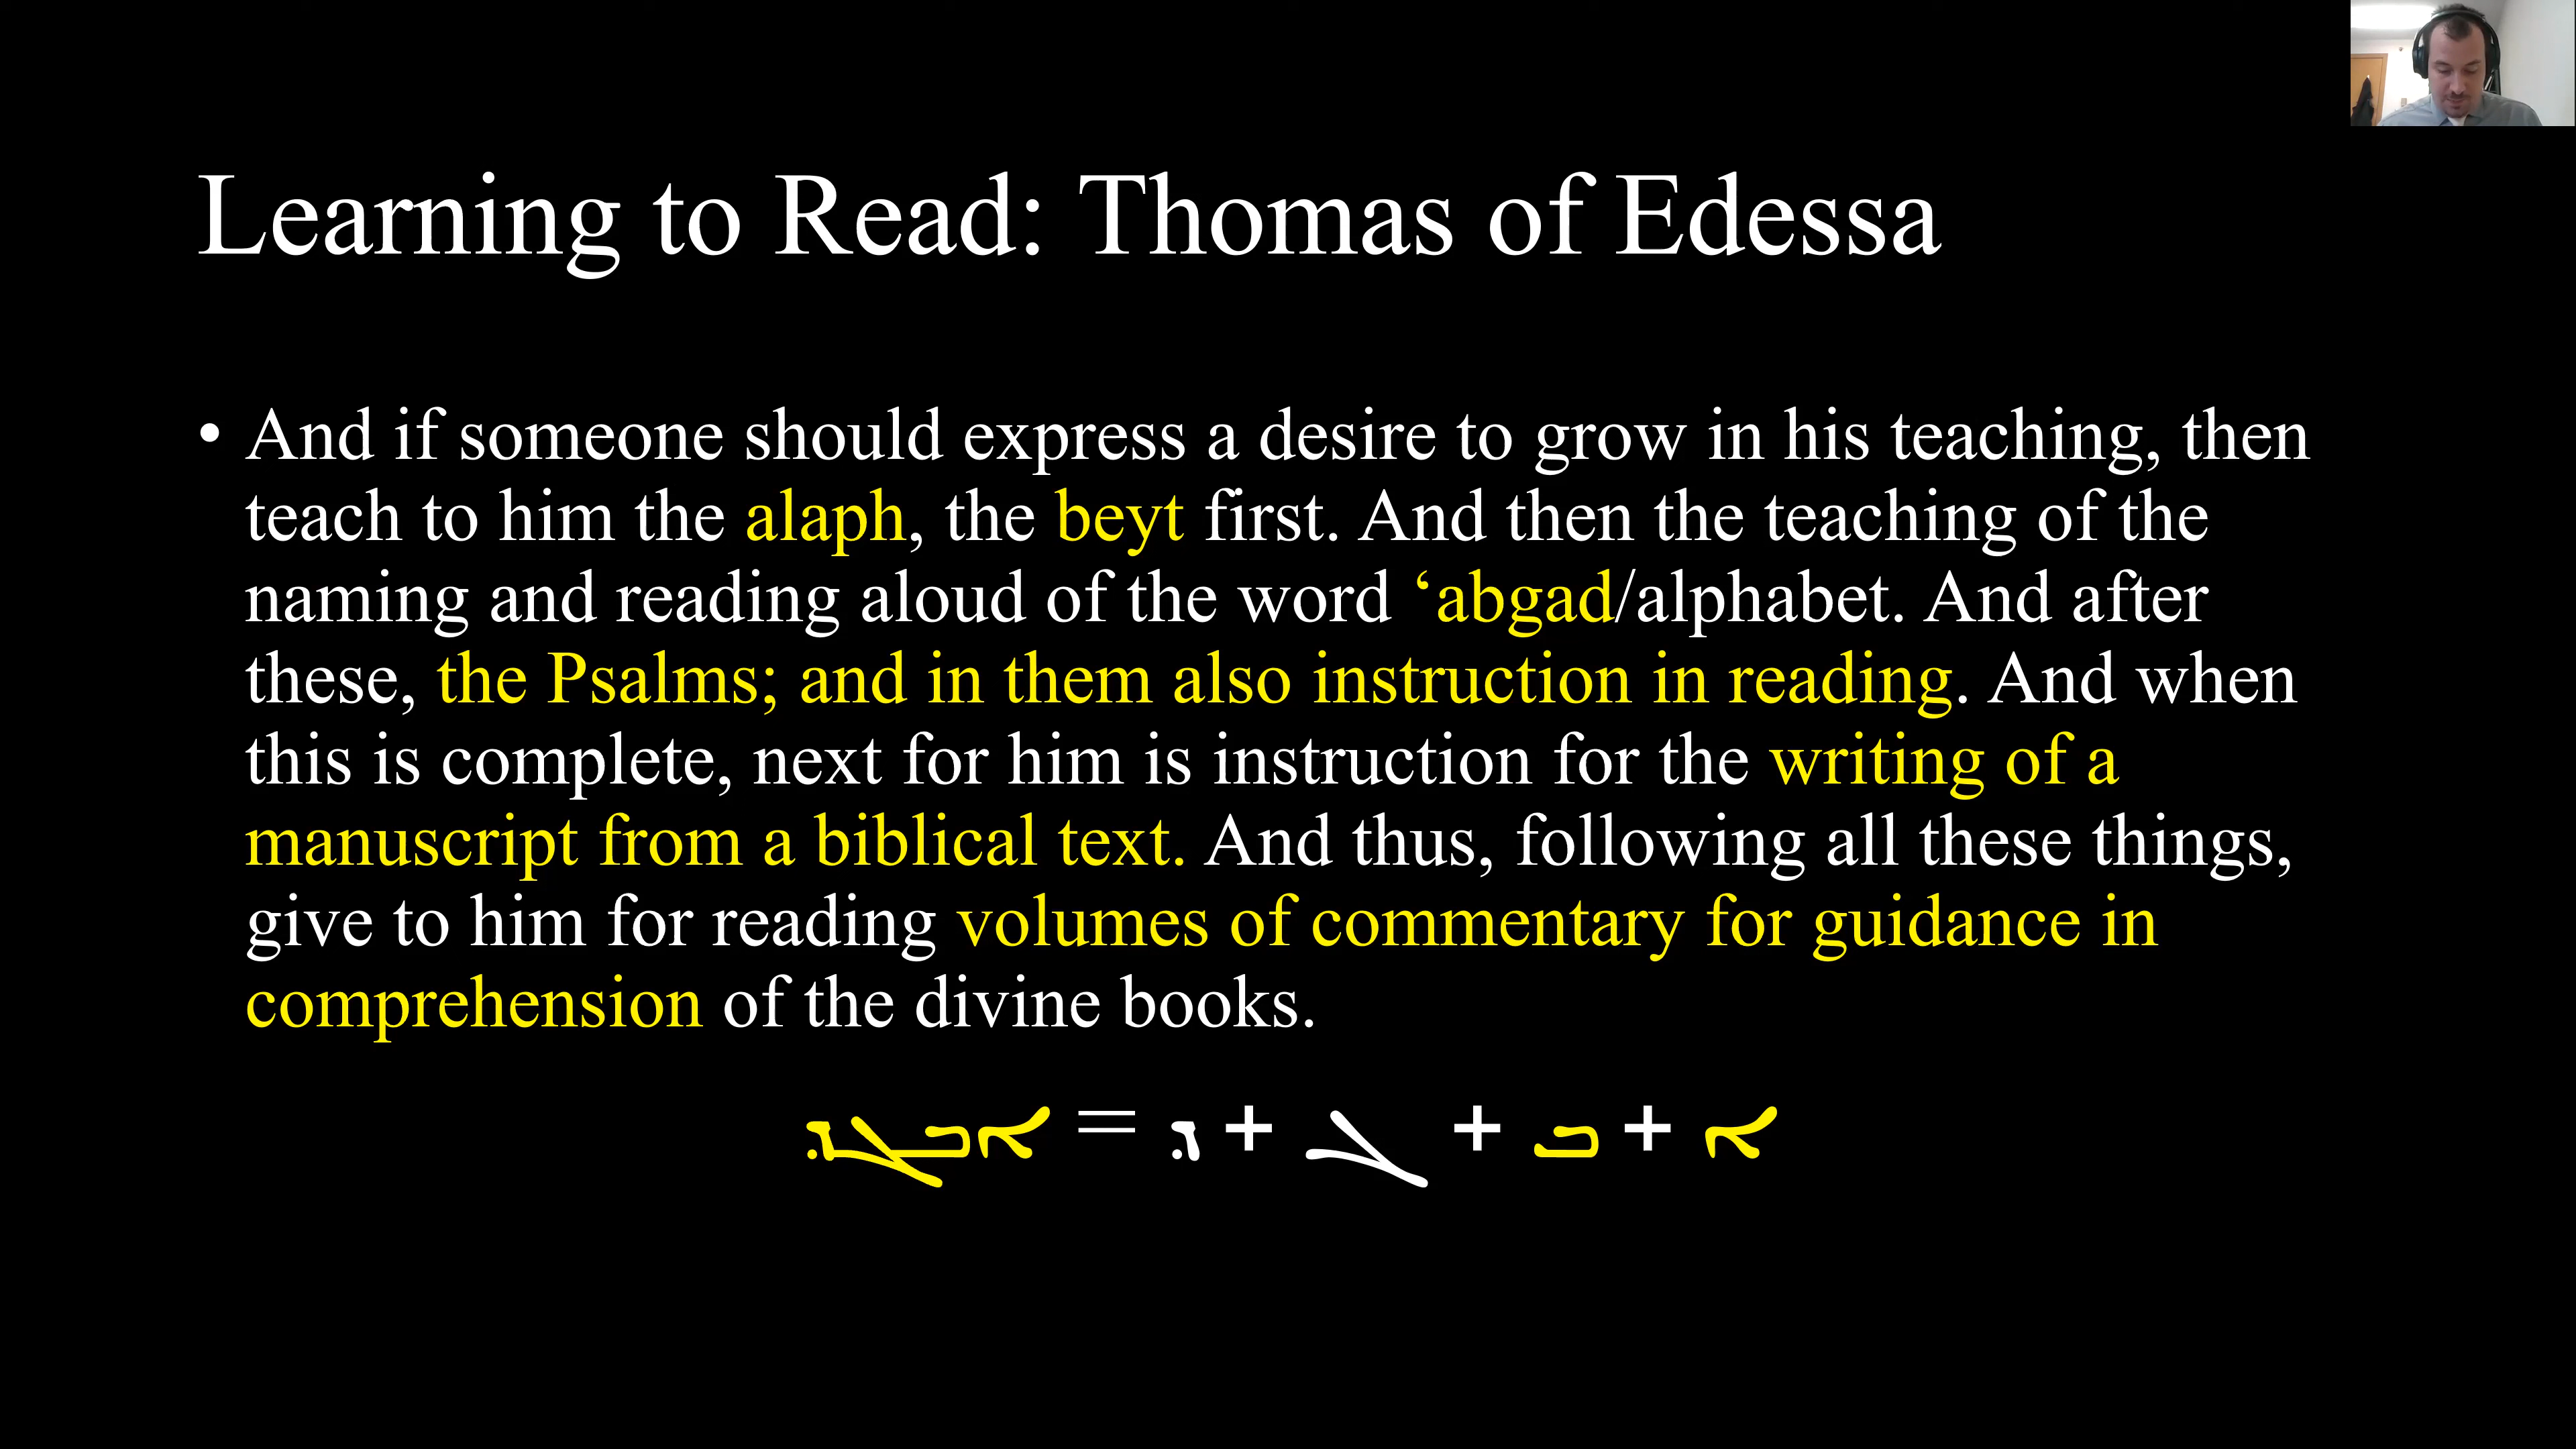 Learning to Read: Thomas of Edessa
• And if someone should express a desire to grow in his teaching, then
teach to him the alaph, the beyt first. And then the teaching of the
naming and reading aloud of the word ‘abgad/alphabet. And after
these, the Psalms; and in them also instruction in reading. And when
this is complete, next for him is instruction for the writing of a
manuscript from a biblical text. And thus, following all these things,
give to him for reading volumes of commentary for guidance in
comprehension of the divine books.
ܐ + ܒ + ܓ + ܕ = ܐܒܓܕ